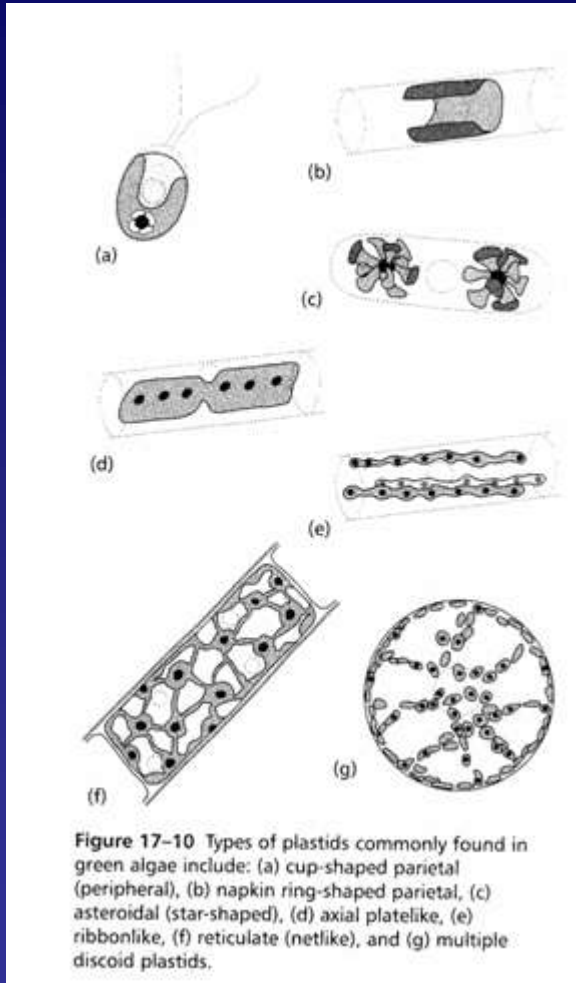 (a)
(b)
(c)
(d)
(e)
(f)
(g)
Figure 17–10 Types of plastids commonly found in
green algae include: (a) cup-shaped parietal
(peripheral), (b) napkin ring-shaped parietal, (c)
asteroidal (star-shaped), (d) axial platelike, (e)
ribbonlike, (f) reticulate (netlike), and (g) multiple
discoid plastids.